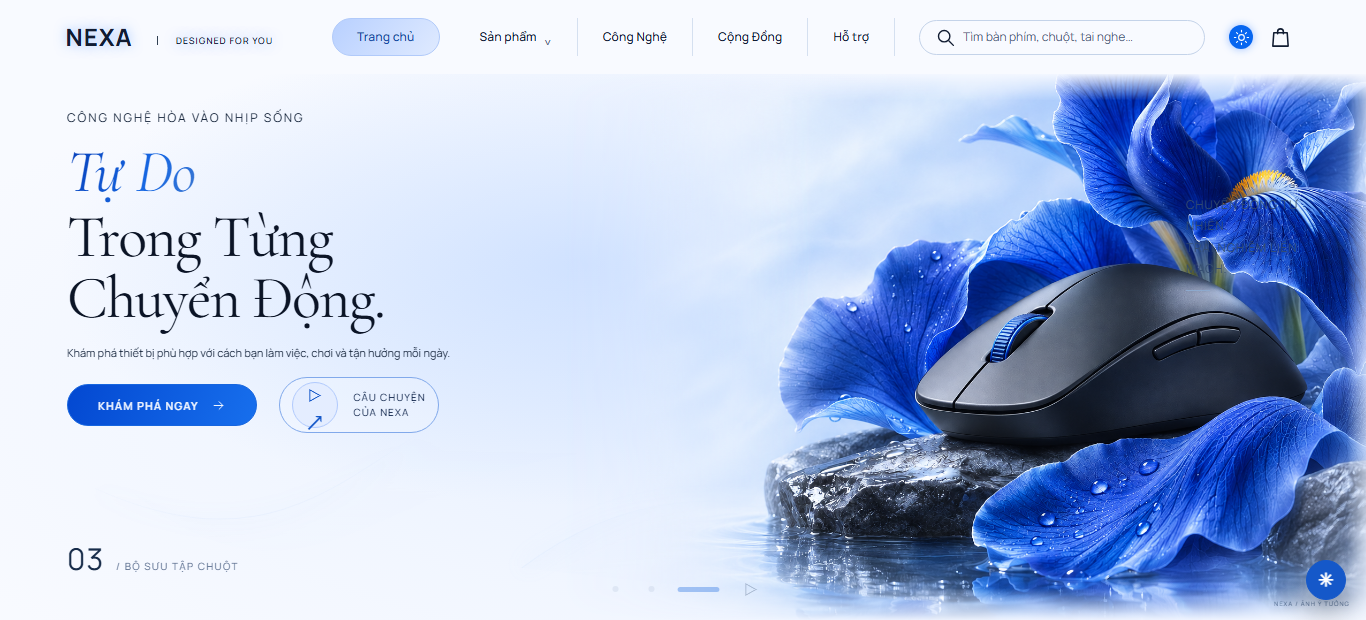 NEXA
DESIGNED FOR YOU
Trang chủ
Sản phẩm
Công Nghệ
Cộng Đồng
Hỗ trợ
Tìm bàn phím, chuột, tai nghe...
CÔNG NGHỆ HÒA VÀO NHỊP SỐNG
Tự Do
Trong Từng
Chuyển Động.
Khám phá thiết bị phù hợp với cách bạn làm việc, chơi và tận hưởng mỗi ngày.
KHÁM PHÁ NGAY
CÂU CHUYỆN
CỦA NEXA
03
/ BỘ SƯU TẬP CHUỘT
NEXA / ẢNH Ý TƯỞNG